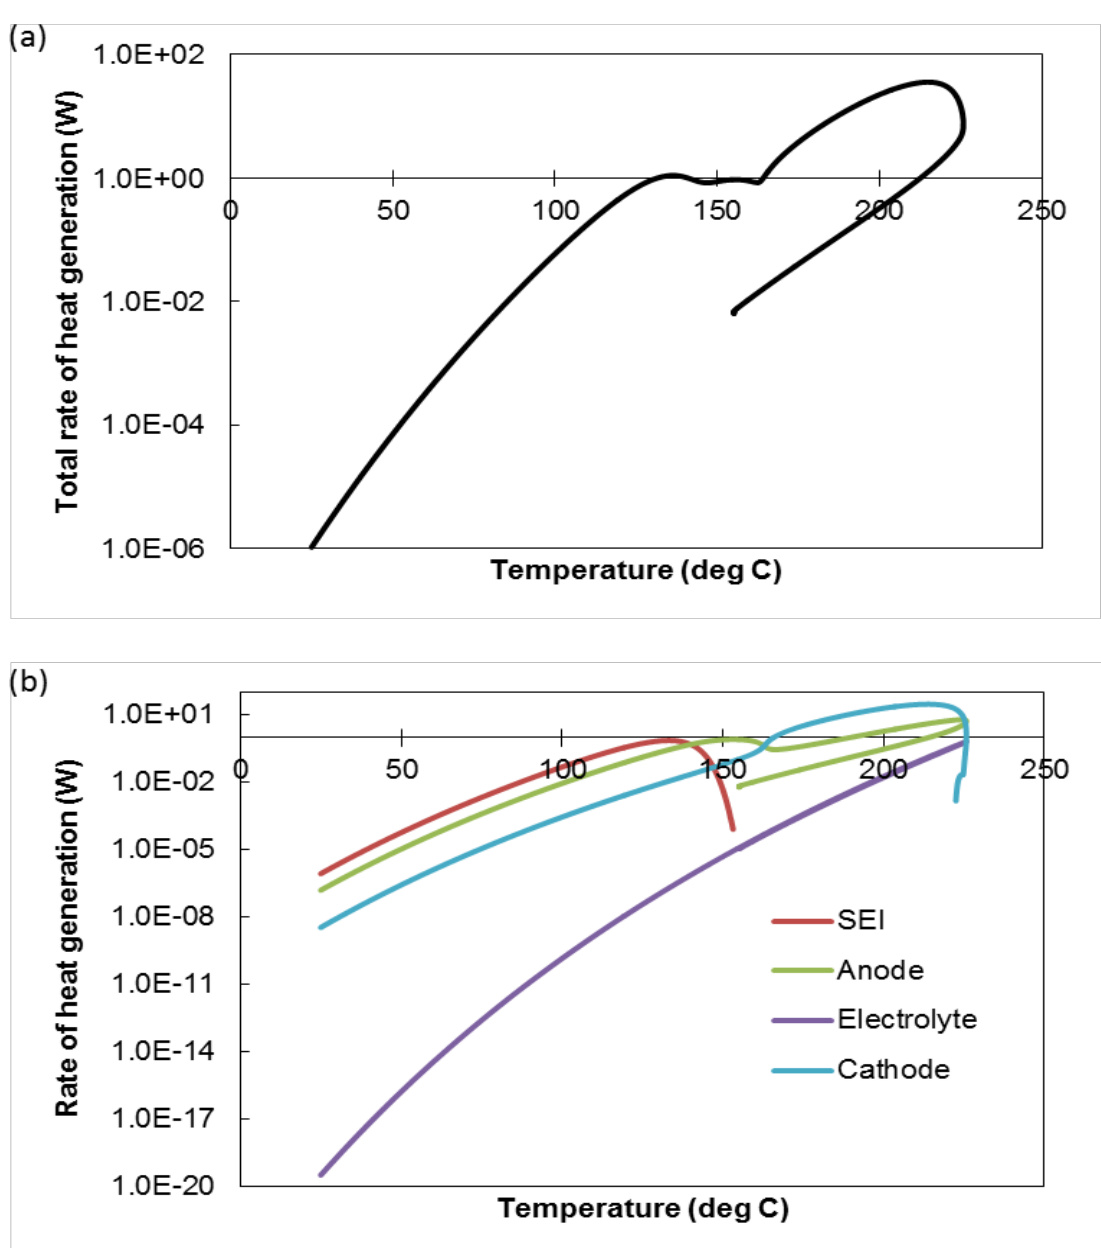 (a)
Total rate of heat generation (W)
1.0E+02
1.0E+00
1.0E-02
1.0E-04
1.0E-06
0 50 100 150 200 250
Temperature (deg C)
(b)
Rate of heat generation (W)
1.0E+01
1.0E-02
1.0E-05
1.0E-08
1.0E-11
1.0E-14
1.0E-17
1.0E-20
0 50 100 150 200 250
SEI
Anode
Electrolyte
Cathode
Temperature (deg C)